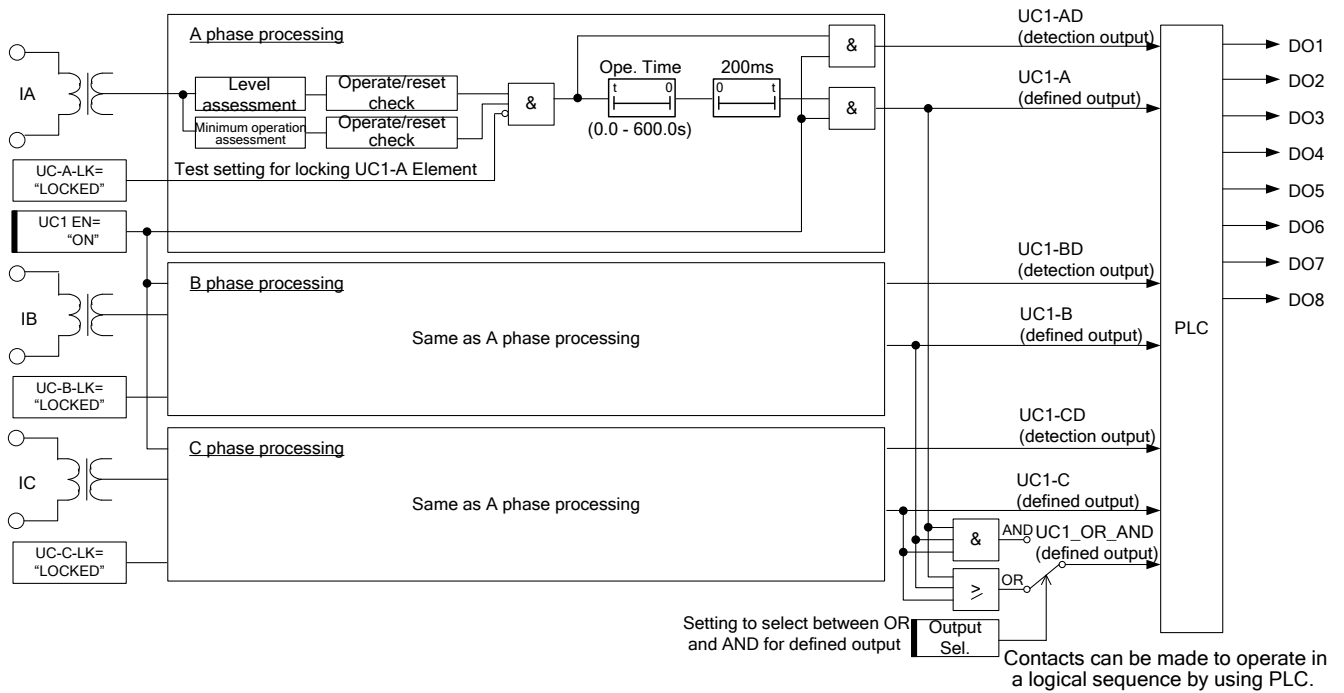 A phase processing
IA
Level
assessment
Operate/reset
check
Minimum operation
assessment
Operate/reset
check
&
Ope. Time
t 0
(0.0 - 600.0s)
200ms
0 t
&
&
UC1-AD
(detection output)
UC1-A
(defined output)
UC-A-LK=
“LOCKED”
Test setting for locking UC1-A Element
UC1 EN=
“ON”
IB
B phase processing
Same as A phase processing
UC1-BD
(detection output)
UC1-B
(defined output)
UC-B-LK=
“LOCKED”
IC
C phase processing
Same as A phase processing
UC1-CD
(detection output)
UC1-C
(defined output)
UC-C-LK=
“LOCKED”
&
AND
UC1_OR_AND
(defined output)
≥
OR
Setting to select between OR
and AND for defined output
Output
Sel.
PLC
DO1
DO2
DO3
DO4
DO5
DO6
DO7
DO8
Contacts can be made to operate in
a logical sequence by using PLC.